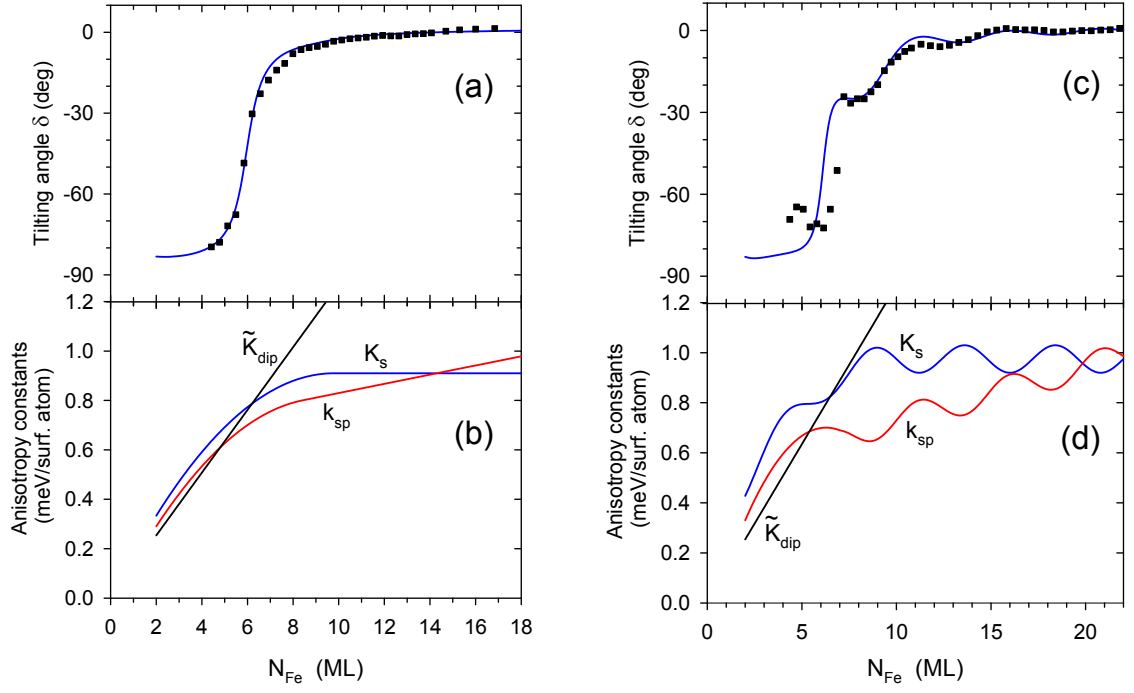 0
-30
-60
-90
Tilting angle δ (deg)
(a)
1.2
1.0
0.8
0.6
0.4
0.2
0.0
Anisotropy constants
(meV/surf. atom)
K̃dip
Ks
ksp
(b)
0 2 4 6 8 10 12 14 16 18
NFe (ML)
0
-30
-60
-90
Tilting angle δ (deg)
(c)
1.2
1.0
0.8
0.6
0.4
0.2
0.0
Anisotropy constants
(meV/surf. atom)
Ks
ksp
K̃dip
(d)
0 5 10 15 20
NFe (ML)